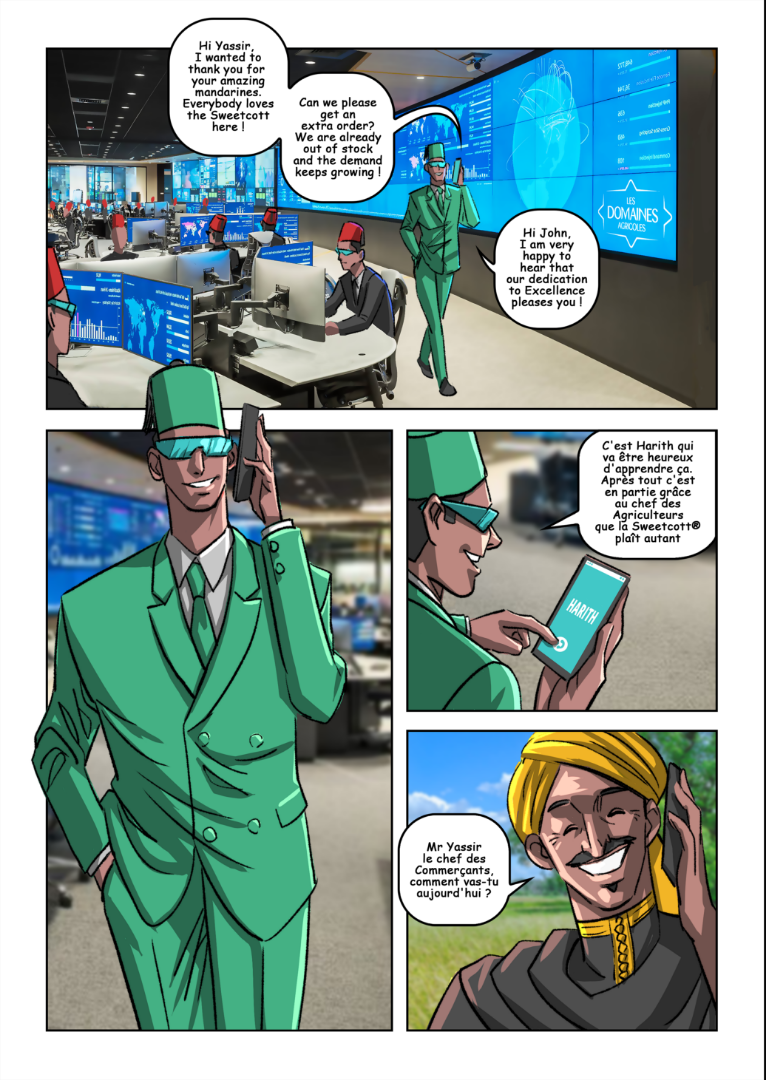 Hi Yassir,
I wanted to
thank you for
your amazing
mandarines.
Everybody loves
the Sweetcott
here !
Can we please
get an
extra order?
We are already
out of stock
and the demand
keeps growing !
Hi John,
I am very
happy to
hear that
our dedication
to Excellence
pleases you !
LES
DOMAINES
AGRICOLES
C'est Harith qui
va être heureux
d'apprendre ça.
Après tout c'est
en partie grâce
au chef des
Agriculteurs
que la Sweetcott®
plaît autant
HARITH
Mr Yassir
le chef des
Commerçants,
comment vas-tu
aujourd'hui ?